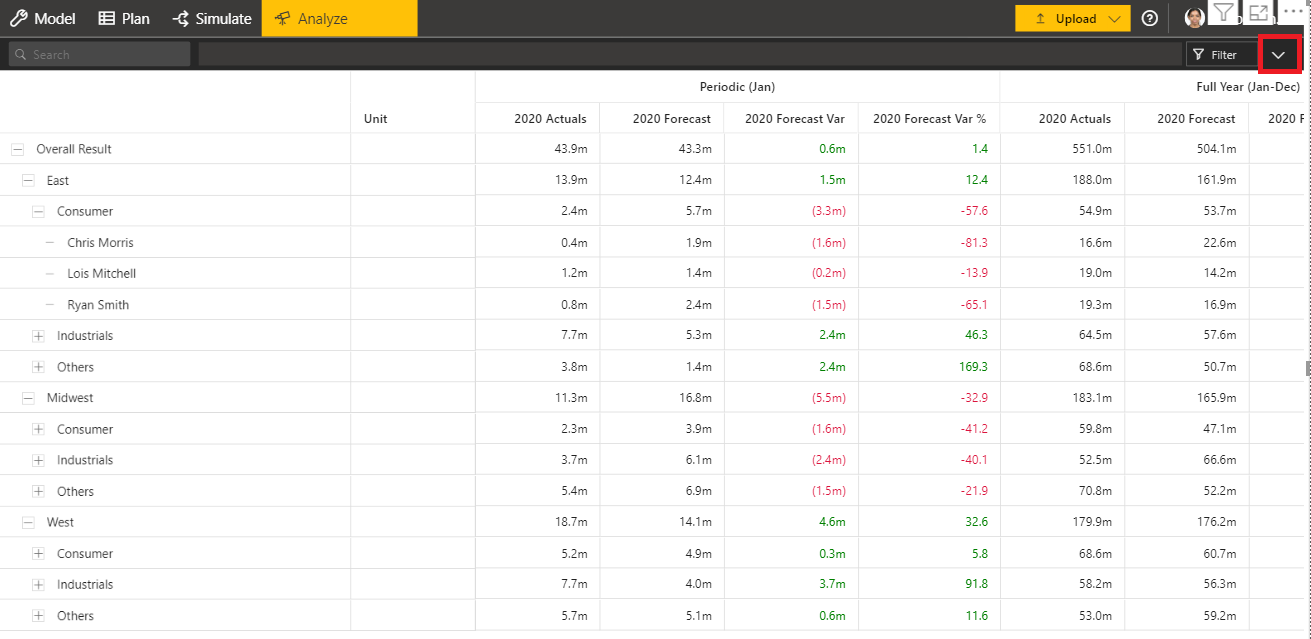 Model Plan Simulate Analyze Upload
Search Filter
Periodic (Jan) Full Year (Jan-Dec)
Unit 2020 Actuals 2020 Forecast 2020 Forecast Var 2020 Forecast Var % 2020 Actuals 2020 Forecast 2020 F
Overall Result 43.9m 43.3m 0.6m 1.4 551.0m 504.1m
East 13.9m 12.4m 1.5m 12.4 188.0m 161.9m
Consumer 2.4m 5.7m (3.3m) -57.6 54.9m 53.7m
Chris Morris 0.4m 1.9m (1.6m) -81.3 16.6m 22.6m
Lois Mitchell 1.2m 1.4m (0.2m) -13.9 19.0m 14.2m
Ryan Smith 0.8m 2.4m (1.5m) -65.1 19.3m 16.9m
Industrials 7.7m 5.3m 2.4m 46.3 64.5m 57.6m
Others 3.8m 1.4m 2.4m 169.3 68.6m 50.7m
Midwest 11.3m 16.8m (5.5m) -32.9 183.1m 165.9m
Consumer 2.3m 3.9m (1.6m) -41.2 59.8m 47.1m
Industrials 3.7m 6.1m (2.4m) -40.1 52.5m 66.6m
Others 5.4m 6.9m (1.5m) -21.9 70.8m 52.2m
West 18.7m 14.1m 4.6m 32.6 179.9m 176.2m
Consumer 5.2m 4.9m 0.3m 5.8 68.6m 60.7m
Industrials 7.7m 4.0m 3.7m 91.8 58.2m 56.3m
Others 5.7m 5.1m 0.6m 11.6 53.0m 59.2m